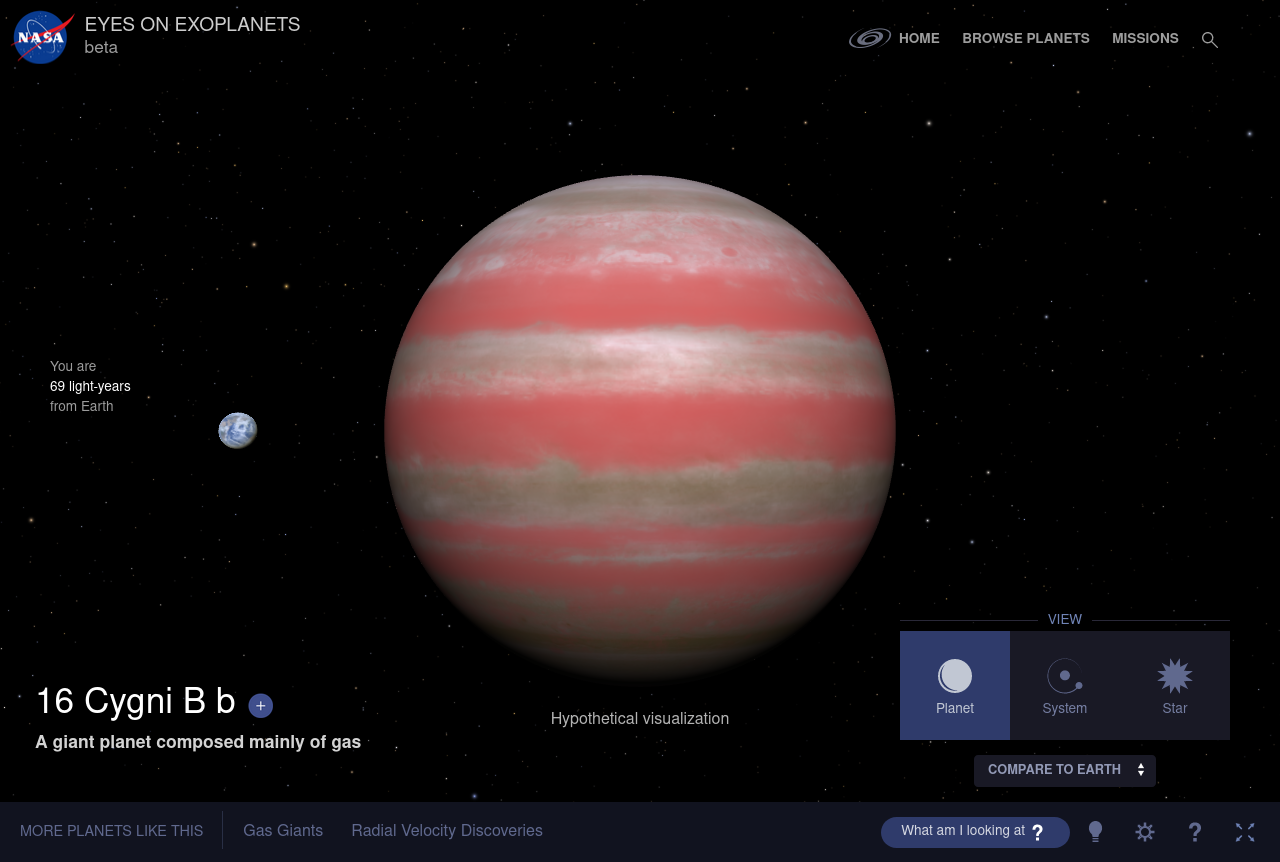 NASA
EYES ON EXOPLANETS
beta
HOME
BROWSE PLANETS
MISSIONS
You are
69 light-years
from Earth
VIEW
Planet
System
Star
16 Cygni B b +
A giant planet composed mainly of gas
Hypothetical visualization
COMPARE TO EARTH
MORE PLANETS LIKE THIS
Gas Giants
Radial Velocity Discoveries
What am I looking at ?
?